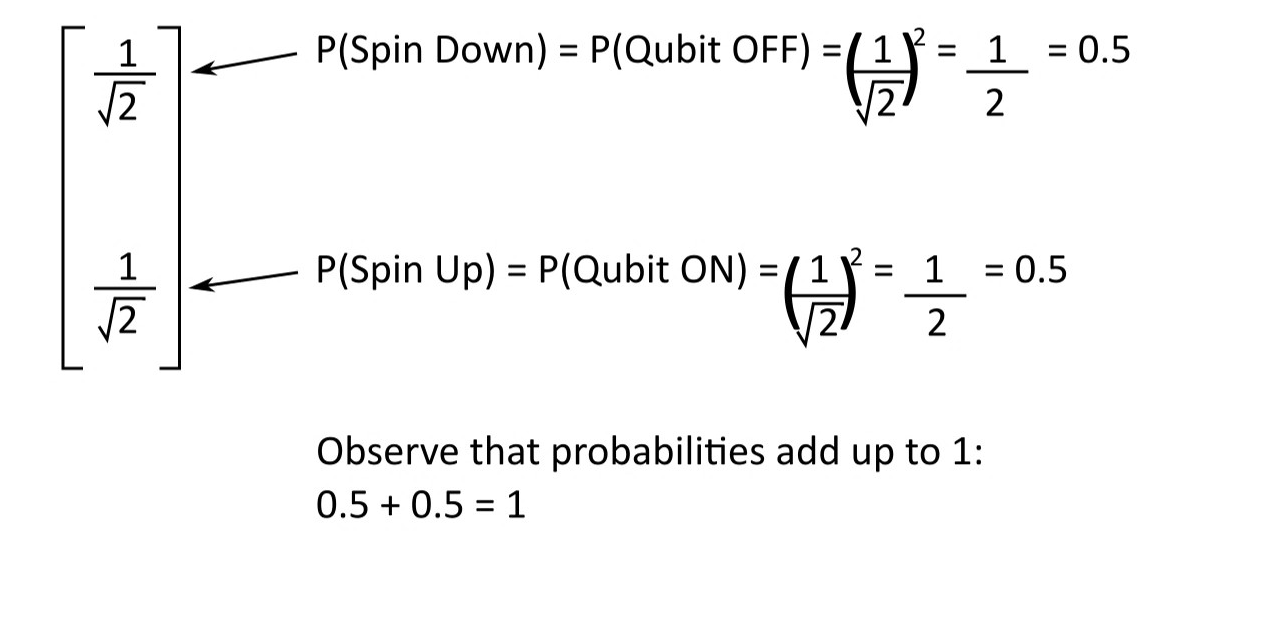 1/√2 P(Spin Down) = P(Qubit OFF) = (1/√2)² = 1/2 = 0.5
1/√2 P(Spin Up) = P(Qubit ON) = (1/√2)² = 1/2 = 0.5
Observe that probabilities add up to 1:
0.5 + 0.5 = 1